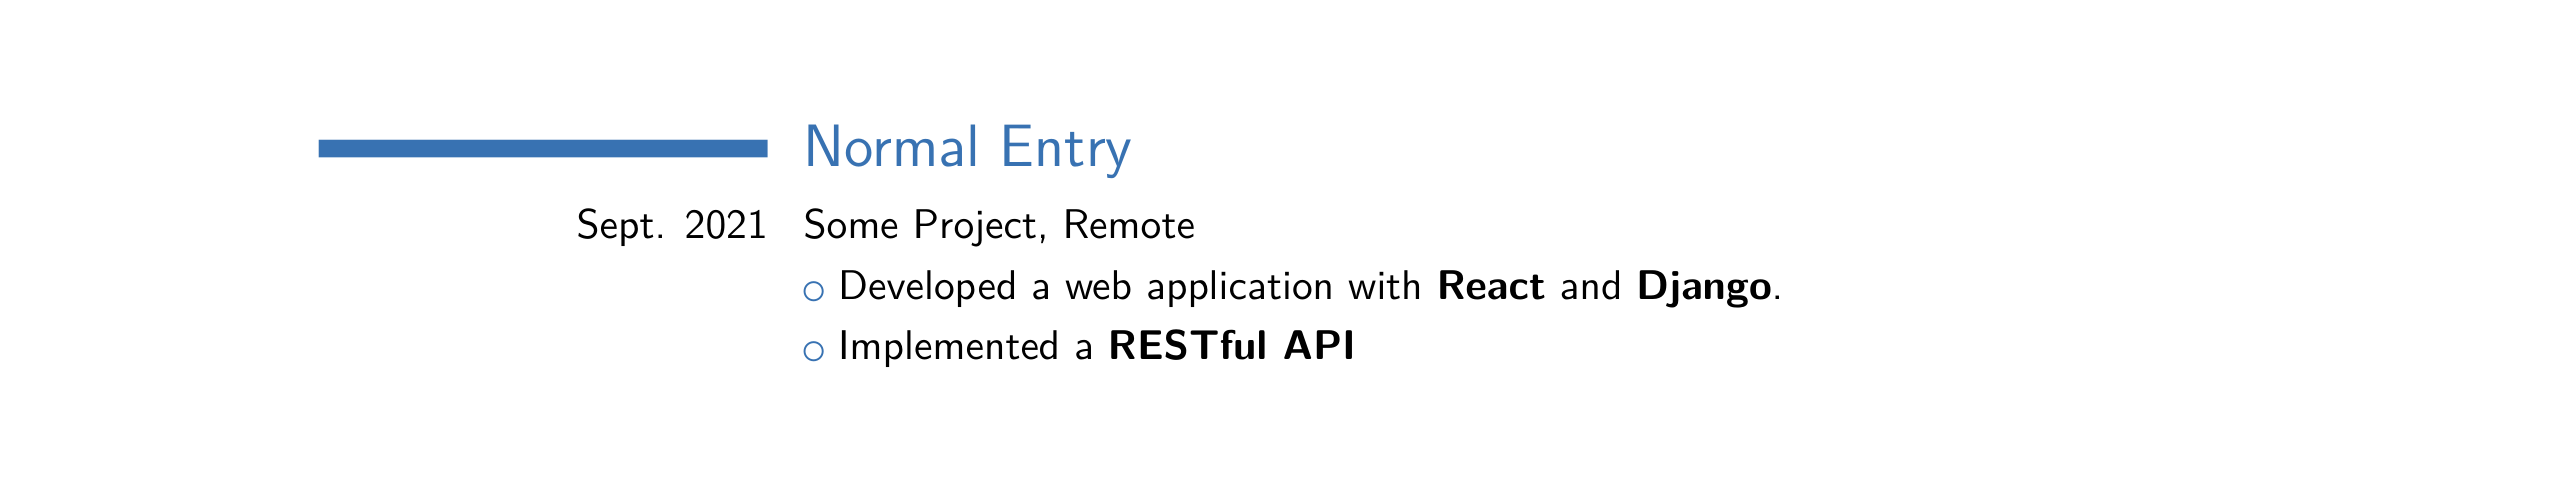 Normal Entry
Sept. 2021 Some Project, Remote
○ Developed a web application with React and Django.
○ Implemented a RESTful API